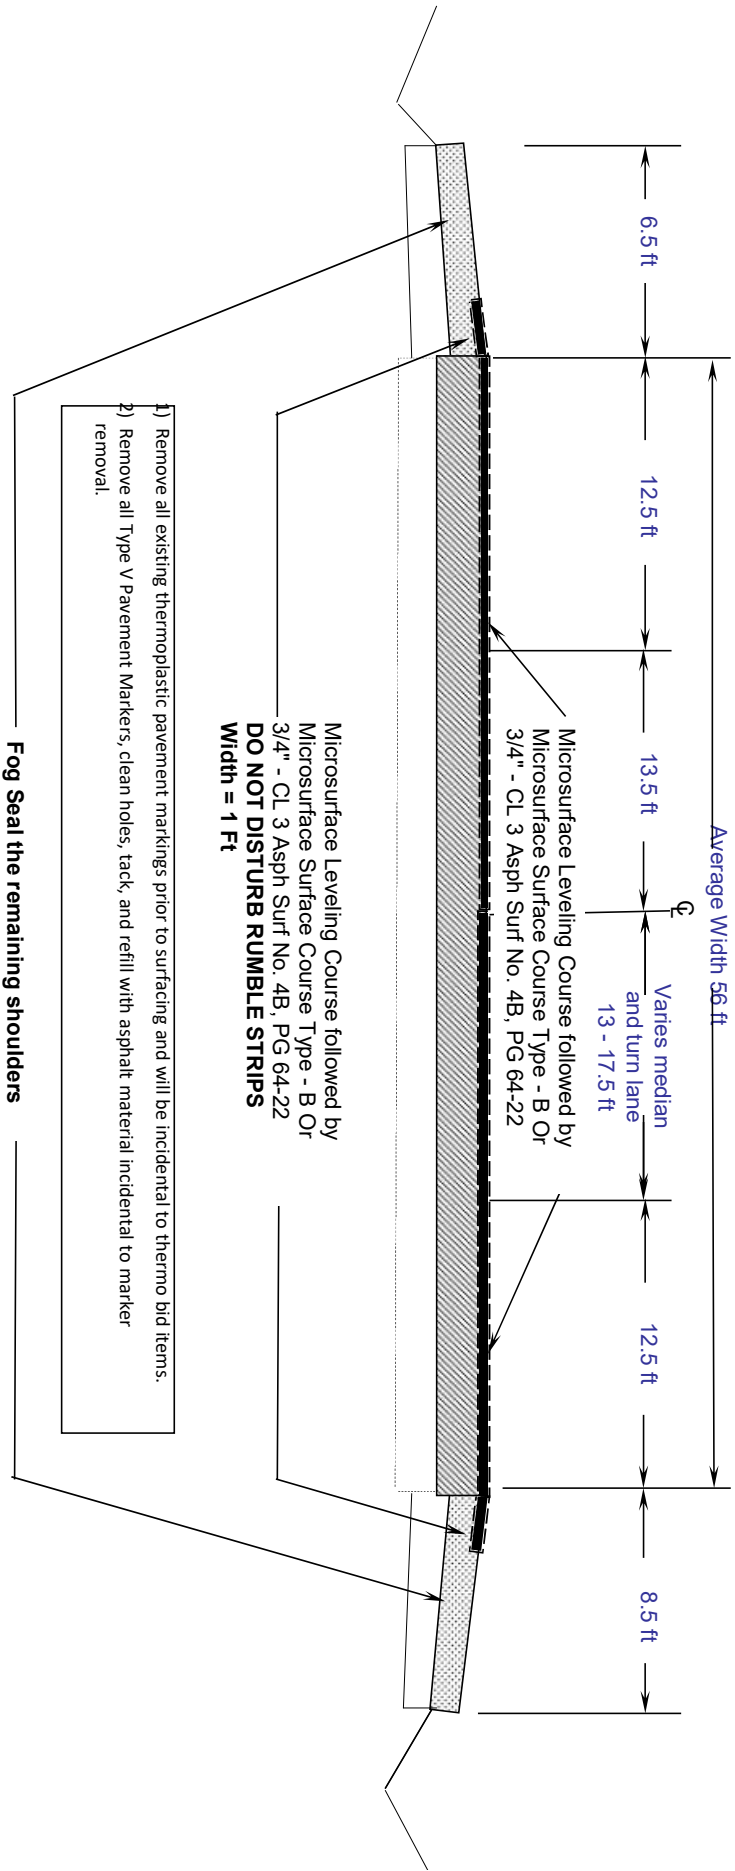 Average Width 56 ft
6.5 ft
12.5 ft
13.5 ft
Varies median
and turn lane
13 - 17.5 ft
12.5 ft
8.5 ft
℄
Microsurface Leveling Course followed by
Microsurface Surface Course Type - B Or
3/4" - CL 3 Asph Surf No. 4B, PG 64-22
Microsurface Leveling Course followed by
Microsurface Surface Course Type - B Or
3/4" - CL 3 Asph Surf No. 4B, PG 64-22
DO NOT DISTURB RUMBLE STRIPS
Width = 1 Ft
1) Remove all existing thermoplastic pavement markings prior to surfacing and will be incidental to thermo bid items.
2) Remove all Type V Pavement Markers, clean holes, tack, and refill with asphalt material incidental to marker
removal.
Fog Seal the remaining shoulders